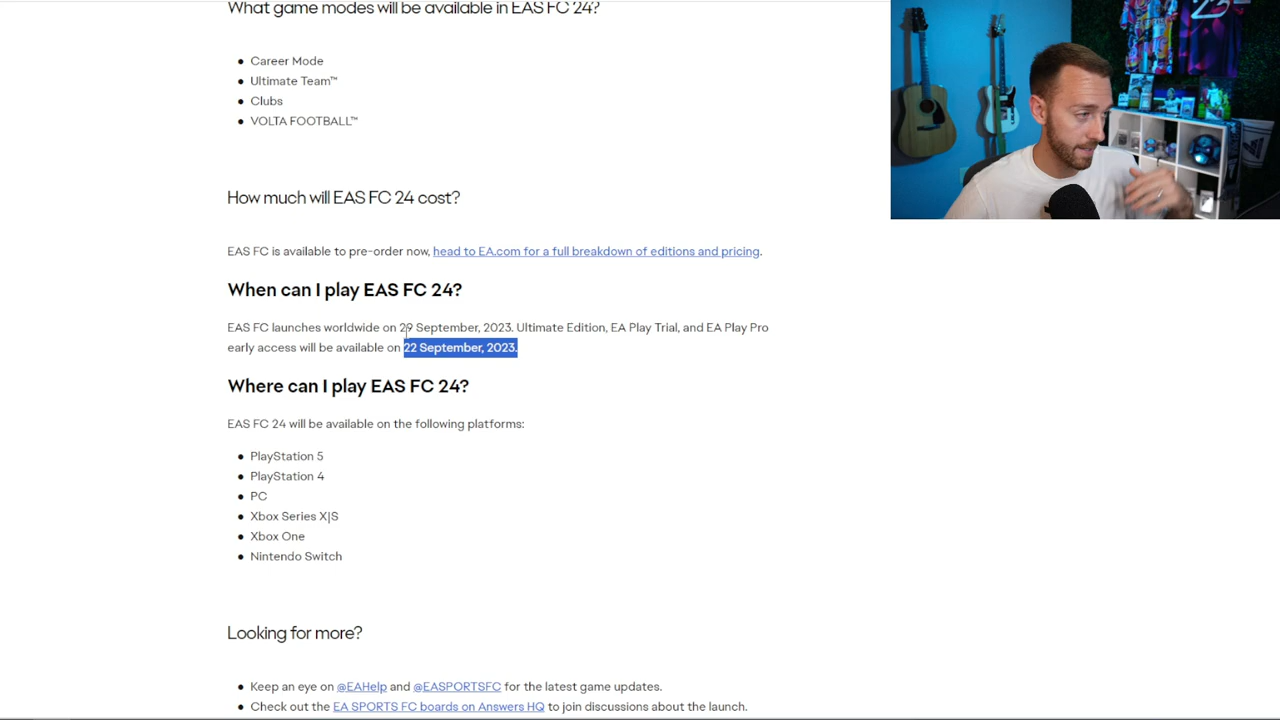 What game modes will be available in EAS FC 24?
Career Mode
Ultimate Team™
Clubs
VOLTA FOOTBALL™
How much will EAS FC 24 cost?
EAS FC is available to pre-order now, head to EA.com for a full breakdown of editions and pricing.
When can I play EAS FC 24?
EAS FC launches worldwide on 29 September, 2023. Ultimate Edition, EA Play Trial, and EA Play Pro
early access will be available on 22 September, 2023.
Where can I play EAS FC 24?
EAS FC 24 will be available on the following platforms:
PlayStation 5
PlayStation 4
PC
Xbox Series X|S
Xbox One
Nintendo Switch
Looking for more?
Keep an eye on @EAHelp and @EASPORTSFC for the latest game updates.
Check out the EA SPORTS FC boards on Answers HQ to join discussions about the launch.
23